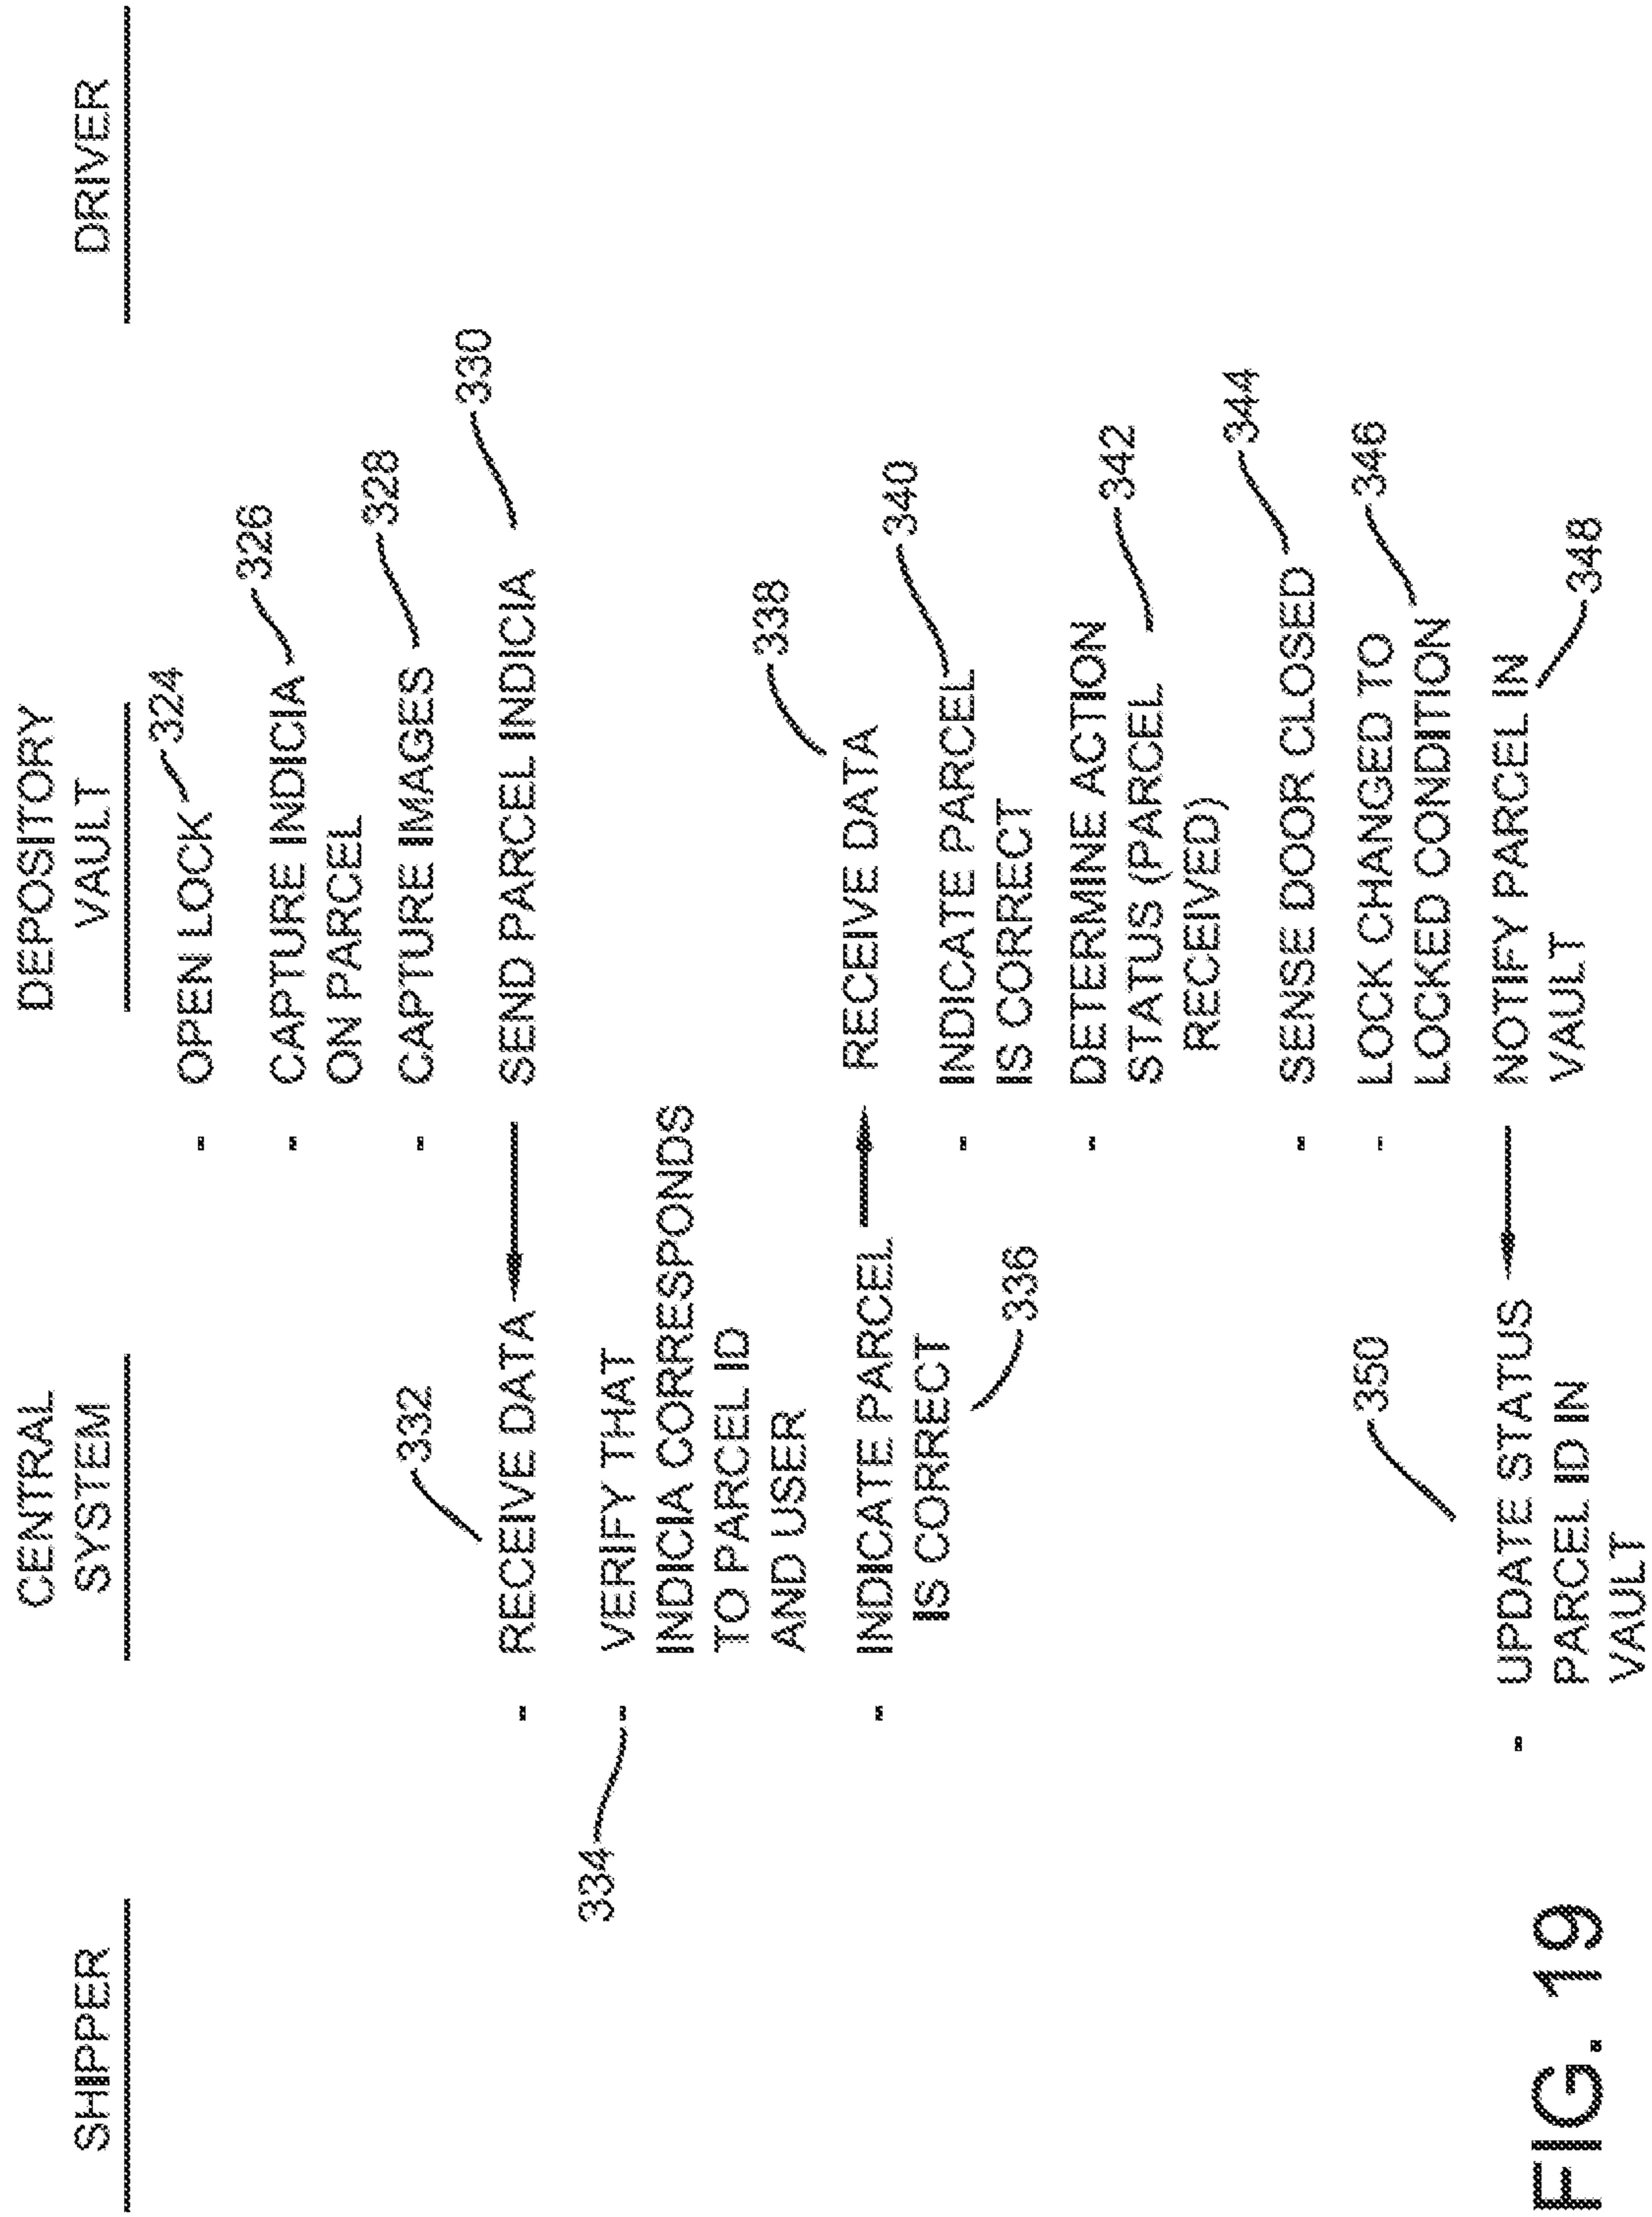 SHIPPER
CENTRAL
SYSTEM
DEPOSITORY
VAULT
DRIVER
OPEN LOCK 324
CAPTURE INDICIA 326
ON PARCEL
CAPTURE IMAGES 328
SEND PARCEL INDICIA 330
332
RECEIVE DATA
334
VERIFY THAT
INDICIA CORRESPONDS
TO PARCEL ID
AND USER
INDICATE PARCEL
IS CORRECT
336
RECEIVE DATA 338
INDICATE PARCEL 340
IS CORRECT
DETERMINE ACTION
STATUS (PARCEL 342
RECEIVED)
SENSE DOOR CLOSED 344
LOCK CHANGED TO
LOCKED CONDITION 346
NOTIFY PARCEL IN
VAULT 348
350
UPDATE STATUS
PARCEL ID IN
VAULT
FIG. 19